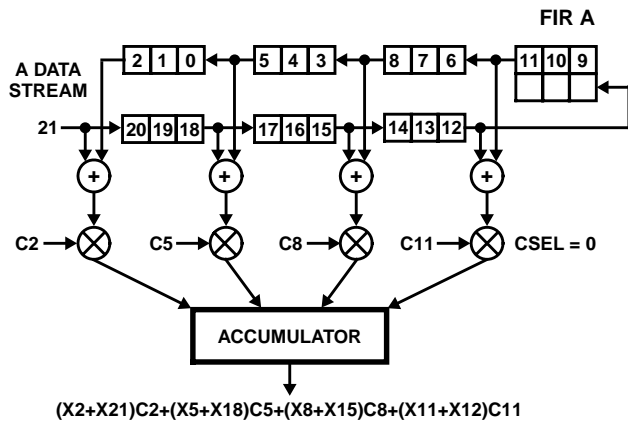 FIR A
2 1 0 5 4 3 8 7 6 11 10 9
A DATA
STREAM
21 20 19 18 17 16 15 14 13 12
+ + + +
C2 C5 C8 C11 CSEL = 0
ACCUMULATOR
(X2+X21)C2+(X5+X18)C5+(X8+X15)C8+(X11+X12)C11